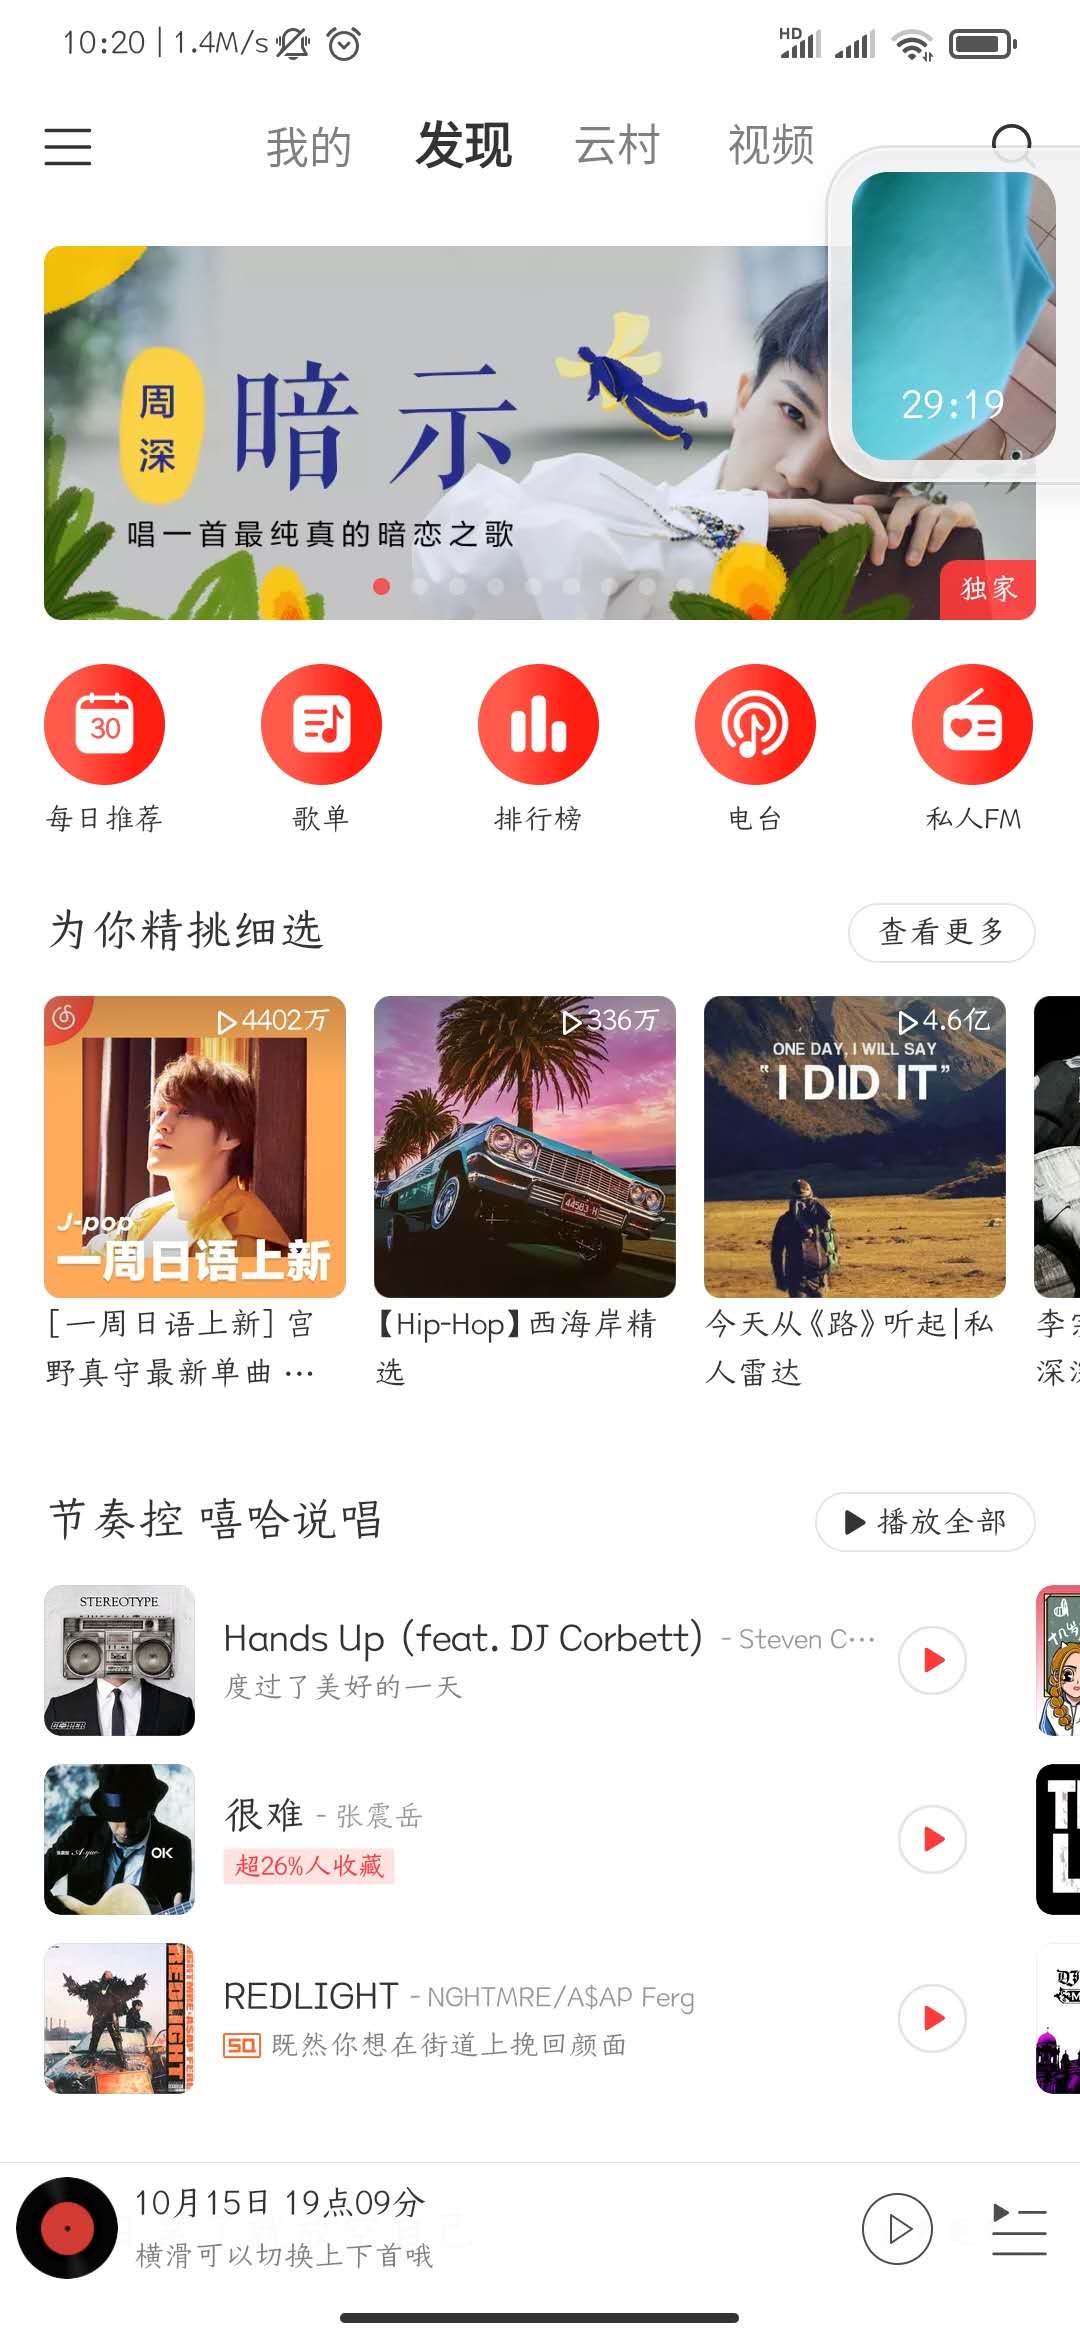 10:20 | 1.4M/s
HD
我的 发现 云村 视频
29:19
周深
暗示
唱一首最纯真的暗恋之歌
独家
30
每日推荐 歌单 排行榜 电台 私人FM
为你精挑细选 查看更多
4402万 336万 4.6亿
ONE DAY, I WILL SAY
“I DID IT”
44583 H
J-pop
一周日语上新
[一周日语上新] 宫野真守最新单曲 …
【Hip-Hop】西海岸精选
今天从《路》听起|私人雷达
节奏控 嘻哈说唱 播放全部
STEREOTYPE
Hands Up (feat. DJ Corbett) - Steven C…
度过了美好的一天
OK
很难 - 张震岳
超26%人收藏
REDLIGHT
REDLIGHT - NGHTMRE/A$AP Ferg
SQ 既然你想在街道上挽回颜面
10月15日 19点09分
横滑可以切换上下首哦